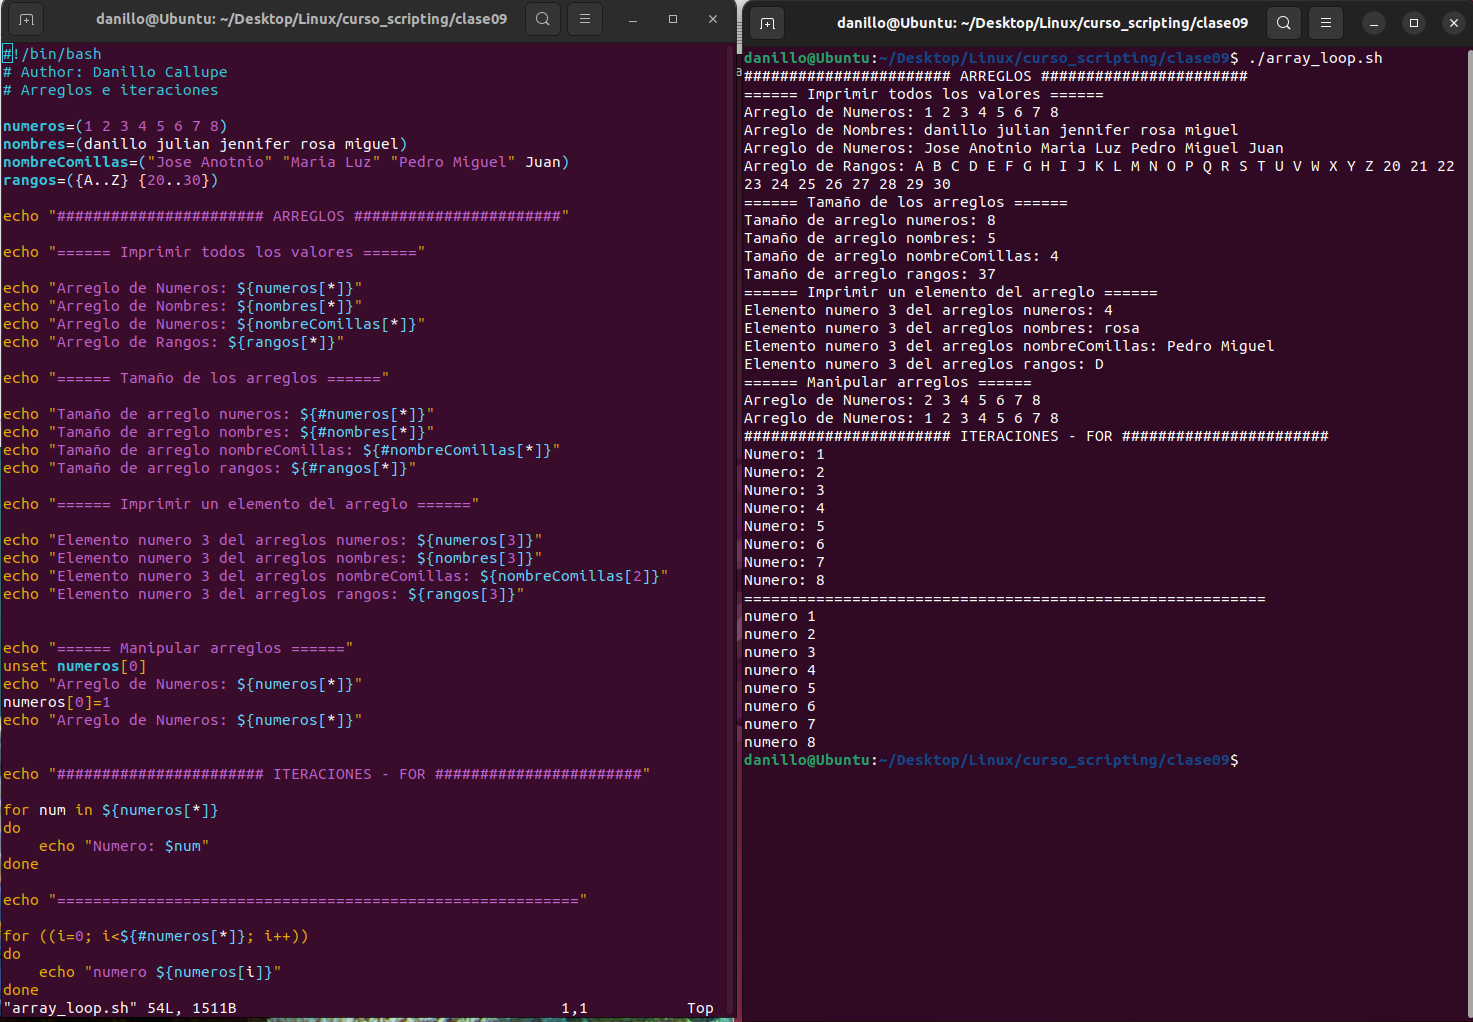 danillo@Ubuntu: ~/Desktop/Linux/curso_scripting/clase09
#!/bin/bash
# Author: Danillo Callupe
# Arreglos e iteraciones
numeros=(1 2 3 4 5 6 7 8)
nombres=(danillo julian jennifer rosa miguel)
nombreComillas=("Jose Anotnio" "Maria Luz" "Pedro Miguel" Juan)
rangos=({A..Z} {20..30})
echo "####################### ARREGLOS #######################"
echo "====== Imprimir todos los valores ======"
echo "Arreglo de Numeros: ${numeros[*]}"
echo "Arreglo de Nombres: ${nombres[*]}"
echo "Arreglo de Numeros: ${nombreComillas[*]}"
echo "Arreglo de Rangos: ${rangos[*]}"
echo "====== Tamaño de los arreglos ======"
echo "Tamaño de arreglo numeros: ${#numeros[*]}"
echo "Tamaño de arreglo nombres: ${#nombres[*]}"
echo "Tamaño de arreglo nombreComillas: ${#nombreComillas[*]}"
echo "Tamaño de arreglo rangos: ${#rangos[*]}"
echo "====== Imprimir un elemento del arreglo ======"
echo "Elemento numero 3 del arreglos numeros: ${numeros[3]}"
echo "Elemento numero 3 del arreglos nombres: ${nombres[3]}"
echo "Elemento numero 3 del arreglos nombreComillas: ${nombreComillas[2]}"
echo "Elemento numero 3 del arreglos rangos: ${rangos[3]}"
echo "====== Manipular arreglos ======"
unset numeros[0]
echo "Arreglo de Numeros: ${numeros[*]}"
numeros[0]=1
echo "Arreglo de Numeros: ${numeros[*]}"
echo "####################### ITERACIONES - FOR #######################"
for num in ${numeros[*]}
do
    echo "Numero: $num"
done
echo "=========================================================="
for ((i=0; i<${#numeros[*]}; i++))
do
    echo "numero ${numeros[i]}"
done
"array_loop.sh" 54L, 1511B 1,1 Top
danillo@Ubuntu: ~/Desktop/Linux/curso_scripting/clase09
danillo@Ubuntu:~/Desktop/Linux/curso_scripting/clase09$ ./array_loop.sh
####################### ARREGLOS #######################
====== Imprimir todos los valores ======
Arreglo de Numeros: 1 2 3 4 5 6 7 8
Arreglo de Nombres: danillo julian jennifer rosa miguel
Arreglo de Numeros: Jose Anotnio Maria Luz Pedro Miguel Juan
Arreglo de Rangos: A B C D E F G H I J K L M N O P Q R S T U V W X Y Z 20 21 22
23 24 25 26 27 28 29 30
====== Tamaño de los arreglos ======
Tamaño de arreglo numeros: 8
Tamaño de arreglo nombres: 5
Tamaño de arreglo nombreComillas: 4
Tamaño de arreglo rangos: 37
====== Imprimir un elemento del arreglo ======
Elemento numero 3 del arreglos numeros: 4
Elemento numero 3 del arreglos nombres: rosa
Elemento numero 3 del arreglos nombreComillas: Pedro Miguel
Elemento numero 3 del arreglos rangos: D
====== Manipular arreglos ======
Arreglo de Numeros: 2 3 4 5 6 7 8
Arreglo de Numeros: 1 2 3 4 5 6 7 8
####################### ITERACIONES - FOR #######################
Numero: 1
Numero: 2
Numero: 3
Numero: 4
Numero: 5
Numero: 6
Numero: 7
Numero: 8
==========================================================
numero 1
numero 2
numero 3
numero 4
numero 5
numero 6
numero 7
numero 8
danillo@Ubuntu:~/Desktop/Linux/curso_scripting/clase09$